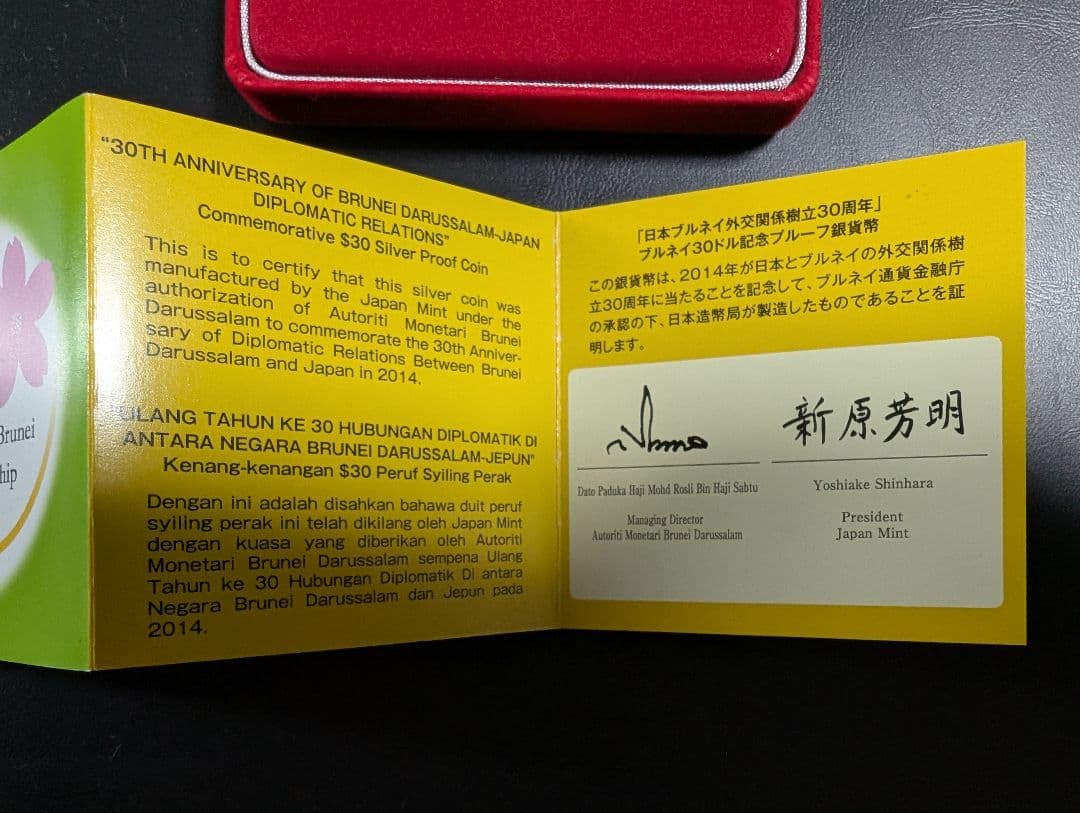 Brunei
hip
"30TH ANNIVERSARY OF BRUNEI DARUSSALAM-JAPAN
DIPLOMATIC RELATIONS"
Commemorative $30 Silver Proof Coin
This is to certify that this silver coin was
manufactured by the Japan Mint under the
authorization of Autoriti Monetari Brunei
Darussalam to commemorate the 30th Anniver-
sary of Diplomatic Relations Between Brunei
Darussalam and Japan in 2014.
"ULANG TAHUN KE 30 HUBUNGAN DIPLOMATIK DI
ANTARA NEGARA BRUNEI DARUSSALAM-JEPUN"
Kenang-kenangan $30 Peruf Syiling Perak
Dengan ini adalah disahkan bahawa duit peruf
syiling perak ini telah dikilang oleh Japan Mint
dengan kuasa yang diberikan oleh Autoriti
Monetari Brunei Darussalam sempena Ulang
Tahun ke 30 Hubungan Diplomatik Di antara
Negara Brunei Darussalam dan Jepun pada
2014.
「日本ブルネイ外交関係樹立30周年」
ブルネイ30ドル記念プルーフ銀貨幣
この銀貨幣は、2014年が日本とブルネイの外交関係樹
立30周年に当たることを記念して、ブルネイ通貨金融庁
の承認の下、日本造幣局が製造したものであることを証
明します。
新原芳明
Dato Paduka Haji Mohd Rosli Bin Haji Sabtu
Managing Director
Autoriti Monetari Brunei Darussalam
Yoshiake Shinhara
President
Japan Mint